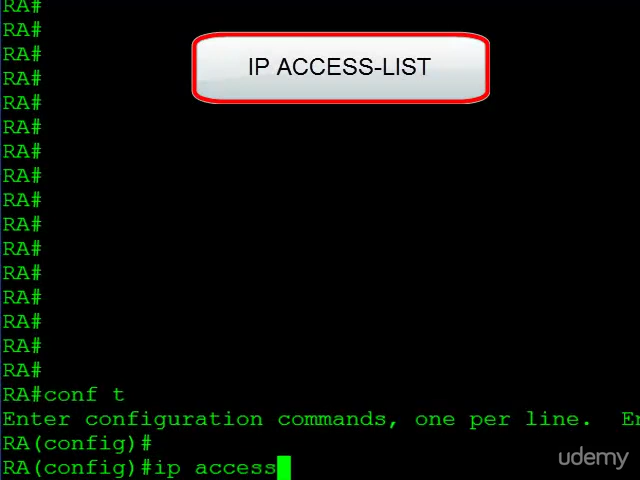 RA#
RA#
RA#
IP ACCESS-LIST
RA#
RA#
RA#
RA#
RA#
RA#
RA#
RA#
RA#
RA#
RA#
RA#
RA#
RA#conf t
Enter configuration commands, one per line. En
RA(config)#
RA(config)#ip access
udemy